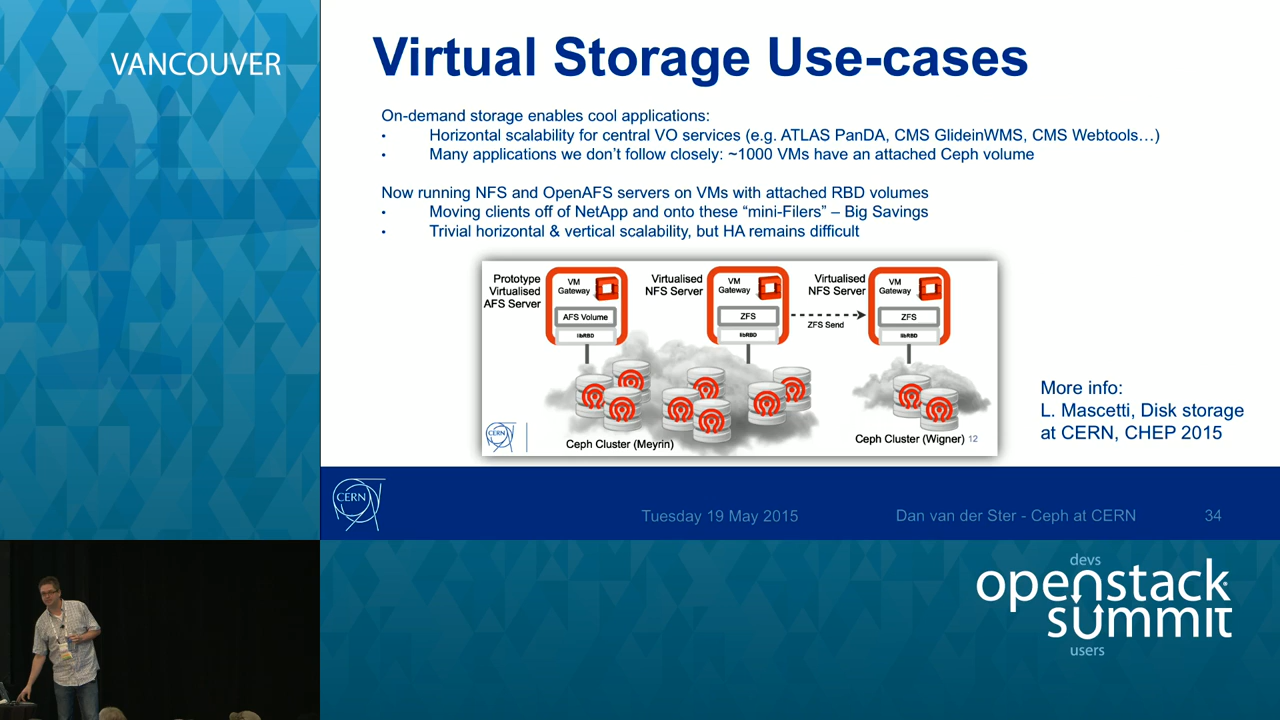 VANCOUVER
Virtual Storage Use-cases
On-demand storage enables cool applications:
• Horizontal scalability for central VO services (e.g. ATLAS PanDA, CMS GlideinWMS, CMS Webtools…)
• Many applications we don't follow closely: ~1000 VMs have an attached Ceph volume
Now running NFS and OpenAFS servers on VMs with attached RBD volumes
• Moving clients off of NetApp and onto these “mini-Filers” – Big Savings
• Trivial horizontal & vertical scalability, but HA remains difficult
Prototype
Virtualised
AFS Server
VM
Gateway
AFS Volume
libRBD
Virtualised
NFS Server
VM
Gateway
ZFS
libRBD
ZFS Send
Virtualised
NFS Server
VM
Gateway
ZFS
libRBD
CERN
Ceph Cluster (Meyrin)
Ceph Cluster (Wigner) 12
More info:
L. Mascetti, Disk storage
at CERN, CHEP 2015
CERN
Tuesday 19 May 2015
Dan van der Ster - Ceph at CERN
34
devs
openstack
summit
users